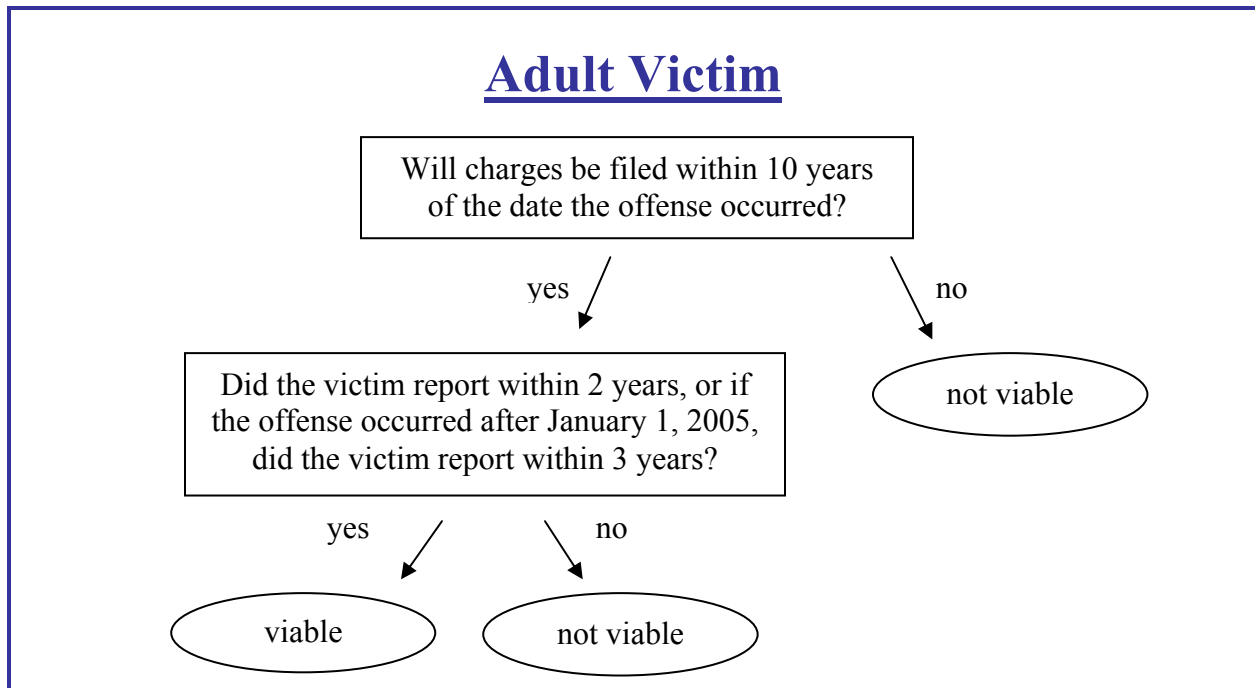 Adult Victim
Will charges be filed within 10 years
of the date the offense occurred?
yes
no
Did the victim report within 2 years, or if
the offense occurred after January 1, 2005,
did the victim report within 3 years?
not viable
yes
no
viable
not viable